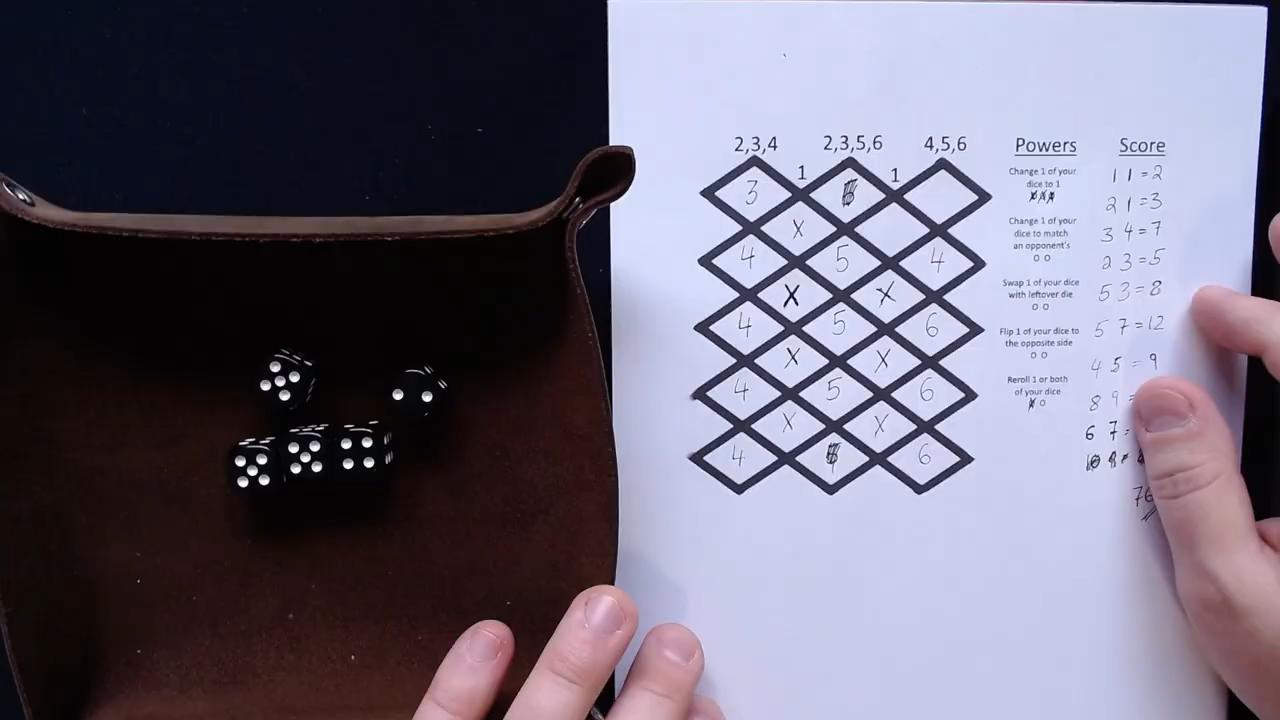 2,3,4 2,3,5,6 4,5,6
1 1
3
X
4 5 4
X X
4 5 6
X X
4 5 6
X X
4 6
Powers
Change 1 of your
dice to 1
Change 1 of your
dice to match
an opponent's
O O
Swap 1 of your dice
with leftover die
O O
Flip 1 of your dice to
the opposite side
O O
Reroll 1 or both
of your dice
O
Score
1 1 = 2
2 1 = 3
3 4 = 7
2 3 = 5
5 3 = 8
5 7 = 12
4 5 = 9
8 9 =
6 7 =
76